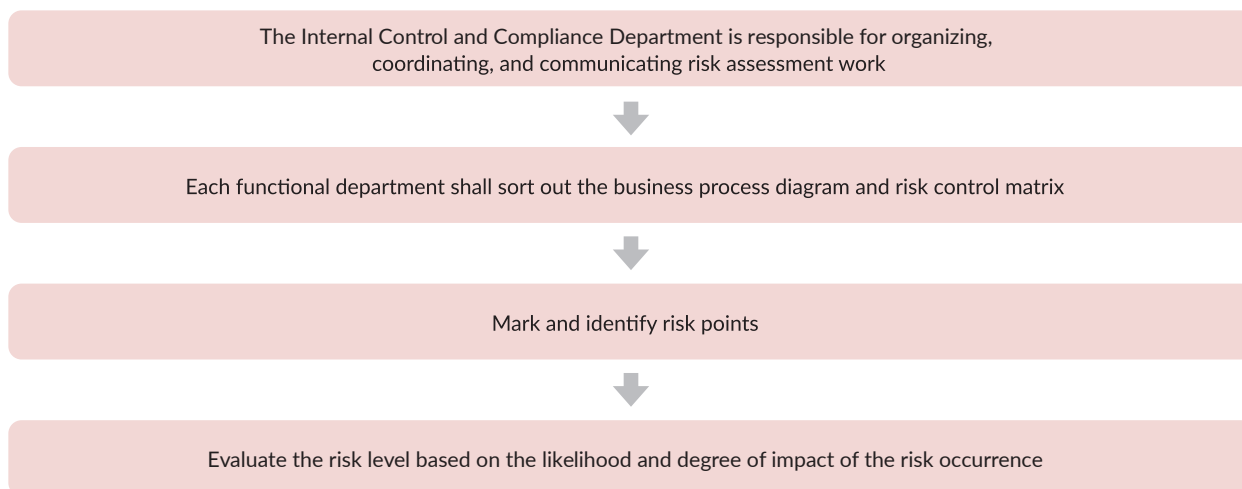 The Internal Control and Compliance Department is responsible for organizing,
coordinating, and communicating risk assessment work
Each functional department shall sort out the business process diagram and risk control matrix
Mark and identify risk points
Evaluate the risk level based on the likelihood and degree of impact of the risk occurrence